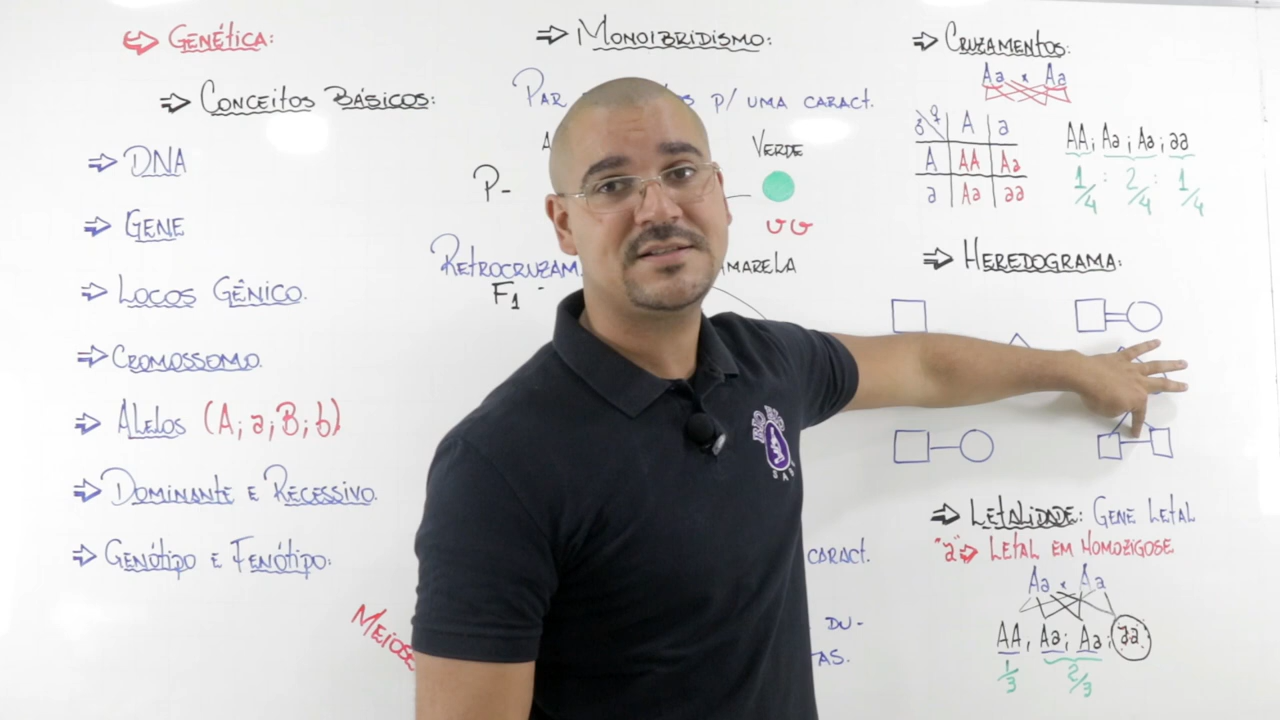 ⇨ GENÉTICA:
⇨ CONCEITOS BÁSICOS:
⇨ DNA
⇨ GENE
⇨ LOCOS GÊNICO.
⇨ CROMOSSOMO.
⇨ ALELOS (A; a; B; b)
⇨ DOMINANTE E RECESSIVO.
⇨ GENÓTIPO E FENÓTIPO:
⇨ MONOIBRIDISMO:
PAR P/ UMA CARACT.
A VERDE
P-
vv
RETROCRUZAM
MARELA
F1
CARACT.
DU-
TAS.
MEIOSE
⇨ CRUZAMENTOS:
Aa x Aa
♂ ♀ A a
A AA Aa
a Aa aa
AA; Aa; Aa; aa
1/4 : 2/4 : 1/4
⇨ HEREDOGRAMA:
⇨ LETALIDADE: GENE LETAL
"a" ⇨ LETAL EM HOMOZIGOSE
Aa x Aa
AA, Aa; Aa; aa
1/3 2/3